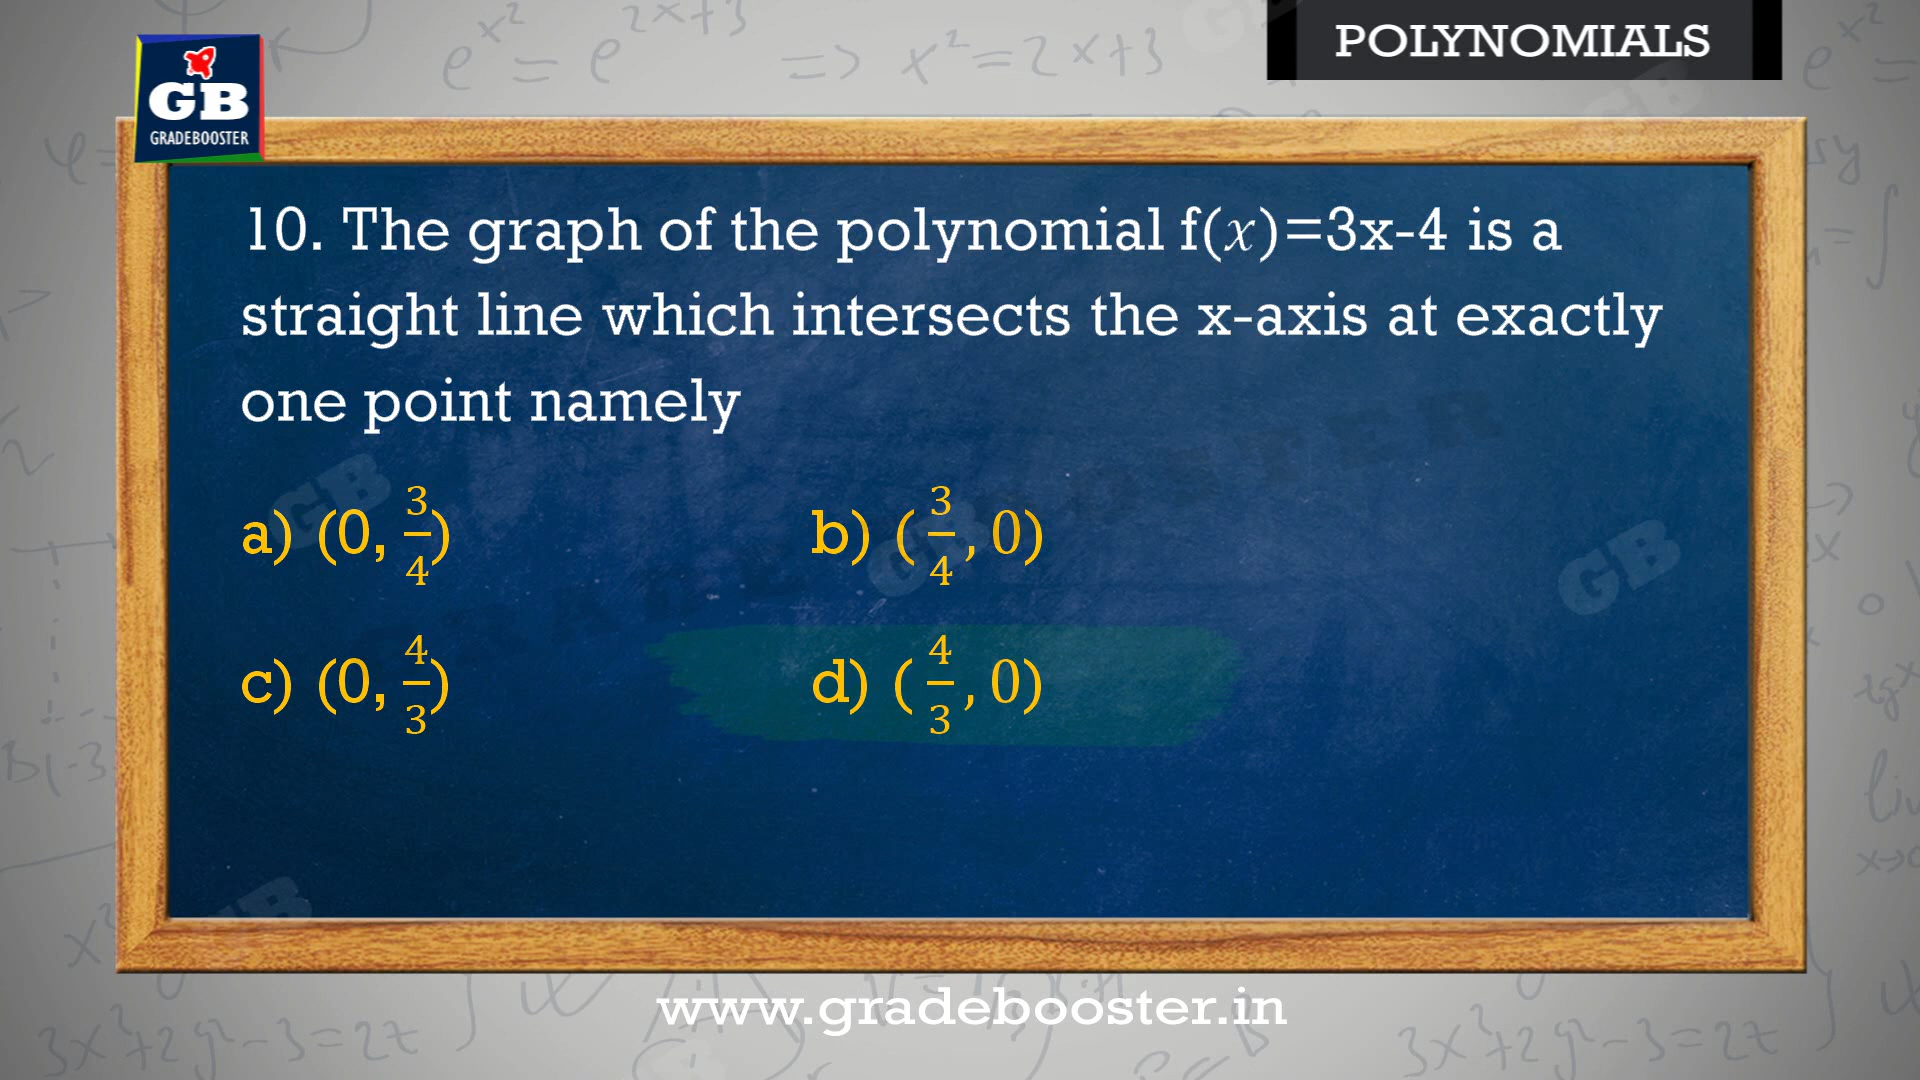 POLYNOMIALS
GB
GRADEBOOSTER
10. The graph of the polynomial f(x)=3x-4 is a
straight line which intersects the x-axis at exactly
one point namely
a) (0, 3/4) b) (3/4, 0)
c) (0, 4/3) d) (4/3, 0)
www.gradebooster.in